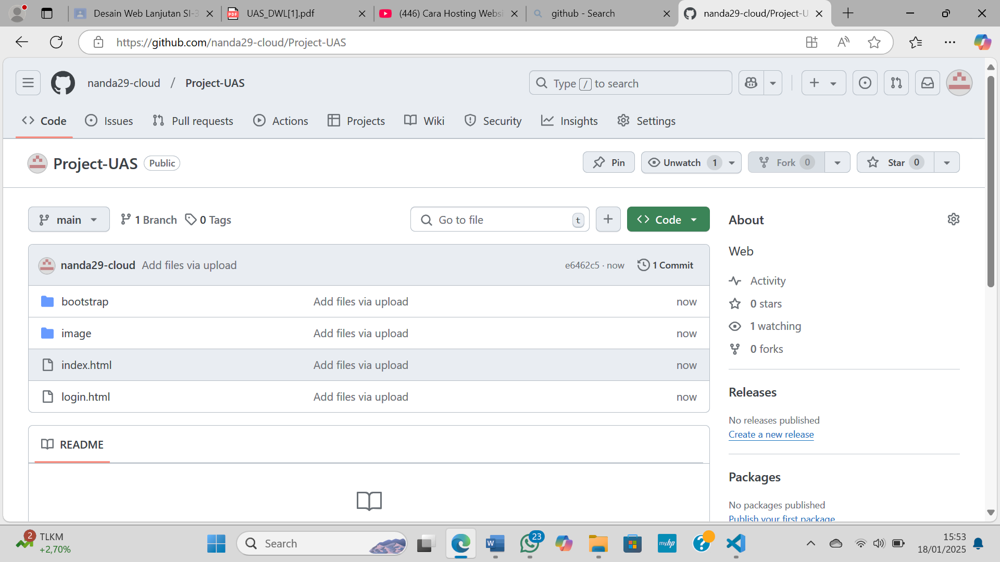 Desain Web Lanjutan SI-3
UAS_DWL[1].pdf
(446) Cara Hosting Websi
github - Search
nanda29-cloud/Project-U
https://github.com/nanda29-cloud/Project-UAS
nanda29-cloud / Project-UAS
Type / to search
Code
Issues
Pull requests
Actions
Projects
Wiki
Security
Insights
Settings
Project-UAS
Public
Pin
Unwatch 1
Fork 0
Star 0
main
1 Branch
0 Tags
Go to file
t
Code
nanda29-cloud Add files via upload
e6462c5 · now
1 Commit
bootstrap Add files via upload now
image Add files via upload now
index.html Add files via upload now
login.html Add files via upload now
README
About
Web
Activity
0 stars
1 watching
0 forks
Releases
No releases published
Create a new release
Packages
No packages published
Publish your first package
2
TLKM
+2,70%
Search
W
23
myhp
?
15:53
18/01/2025
PDF